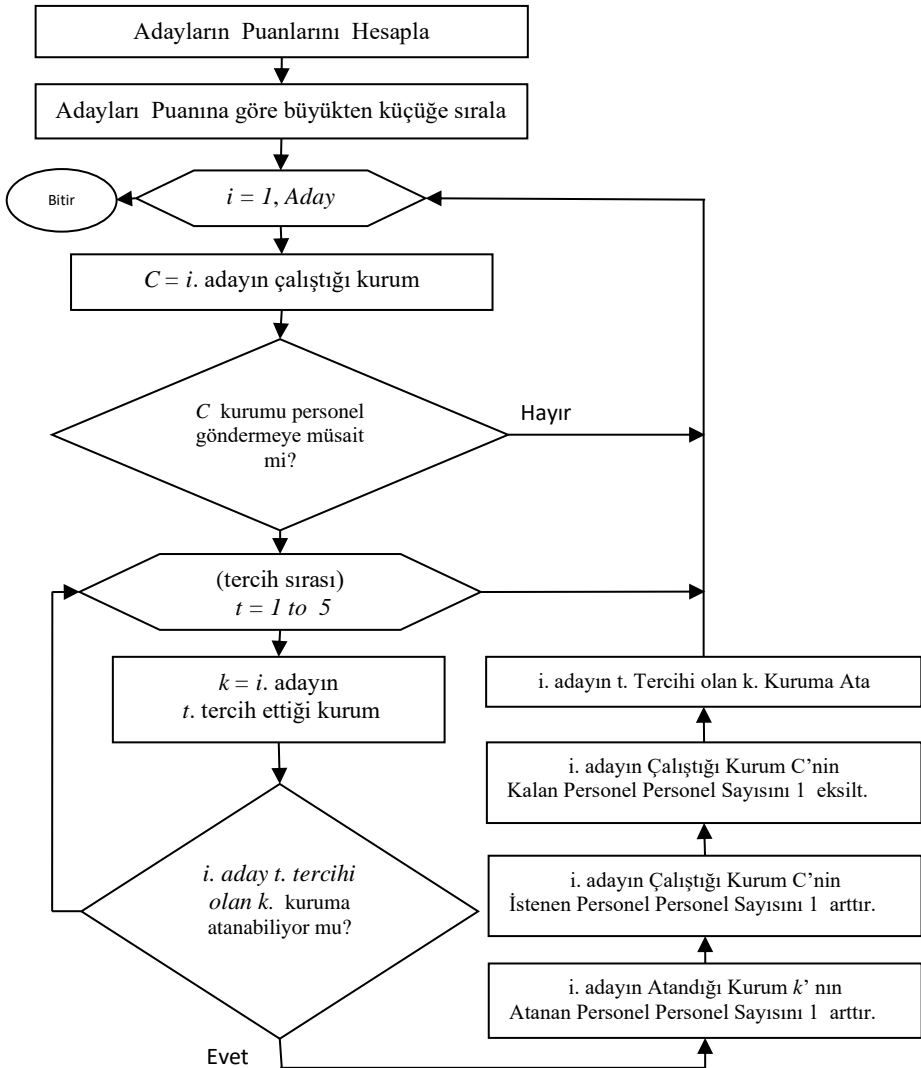 Adayların Puanlarını Hesapla
Adayları Puanına göre büyükten küçüğe sırala
Bitir
i = 1, Aday
C = i. adayın çalıştığı kurum
C kurumu personel
göndermeye müsait
mi?
Hayır
(tercih sırası)
t = 1 to 5
k = i. adayın
t. tercih ettiği kurum
i. aday t. tercihi
olan k. kuruma
atanabiliyor mu?
Evet
i. adayın t. Tercihi olan k. Kuruma Ata
i. adayın Çalıştığı Kurum C’nin
Kalan Personel Personel Sayısını 1 eksilt.
i. adayın Çalıştığı Kurum C’nin
İstenen Personel Personel Sayısını 1 arttır.
i. adayın Atandığı Kurum k’ nın
Atanan Personel Personel Sayısını 1 arttır.